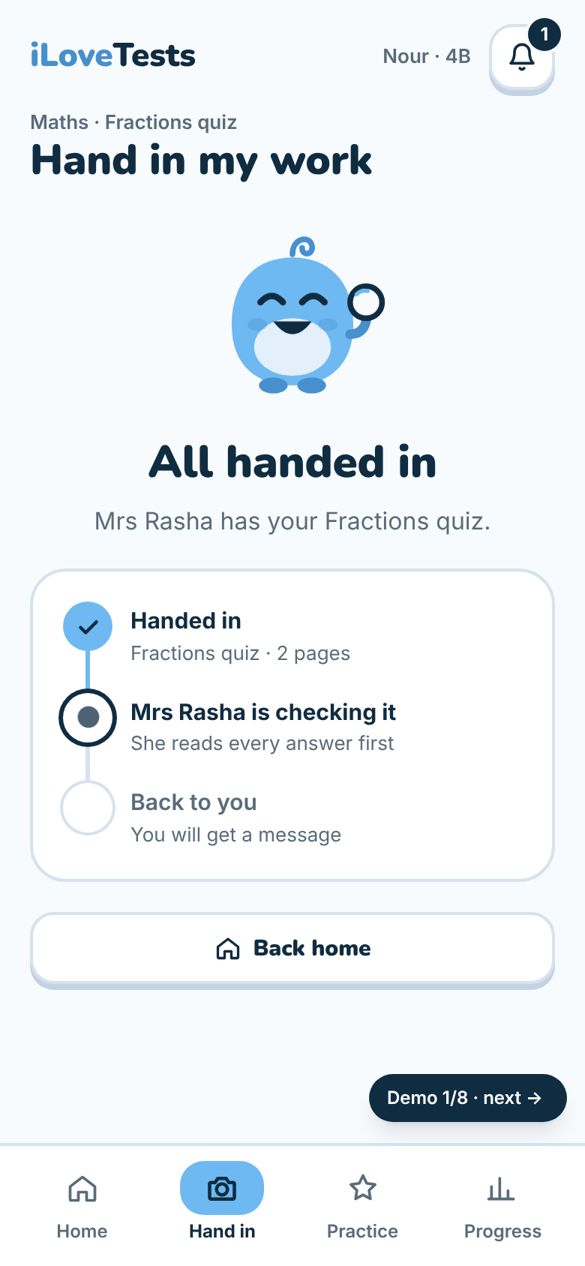 iLoveTests
Nour · 4B
1
Maths · Fractions quiz
Hand in my work
All handed in
Mrs Rasha has your Fractions quiz.
Handed in
Fractions quiz · 2 pages
Mrs Rasha is checking it
She reads every answer first
Back to you
You will get a message
Back home
Demo 1/8 · next →
Home
Hand in
Practice
Progress